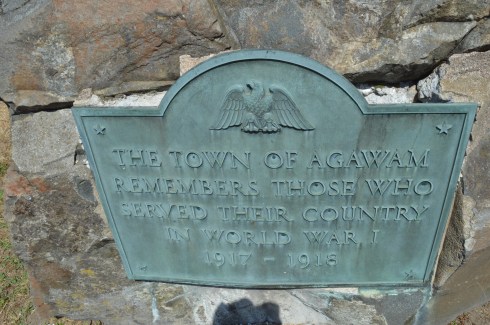 THE TOWN OF AGAWAM
REMEMBERS THOSE WHO
SERVED THEIR COUNTRY
IN WORLD WAR I
1917 - 1918